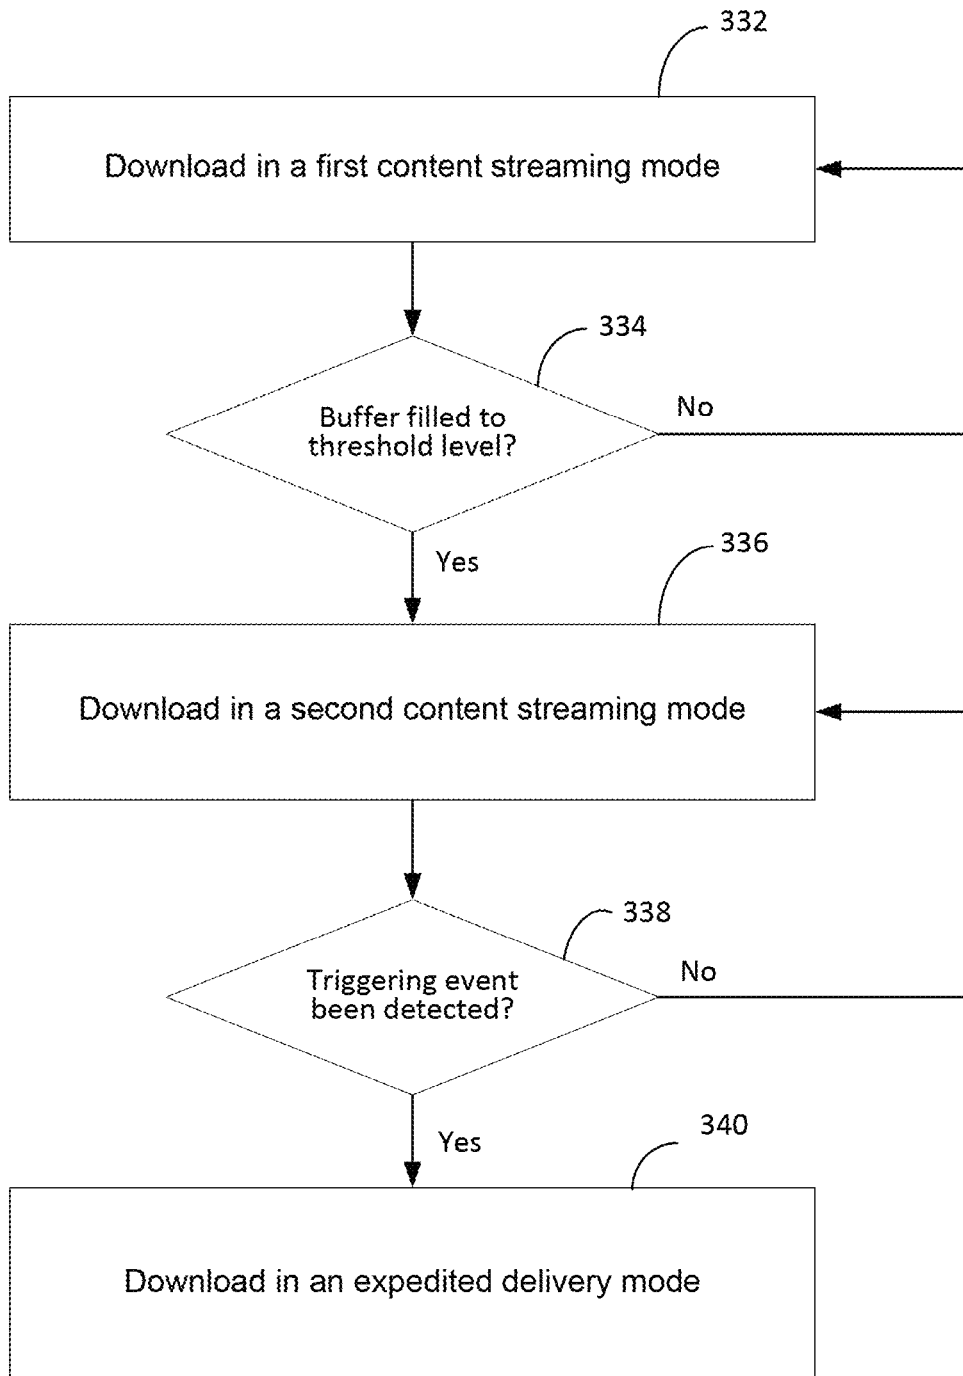 332
Download in a first content streaming mode
334
Buffer filled to
threshold level?
No
Yes
336
Download in a second content streaming mode
338
Triggering event
been detected?
No
Yes
340
Download in an expedited delivery mode